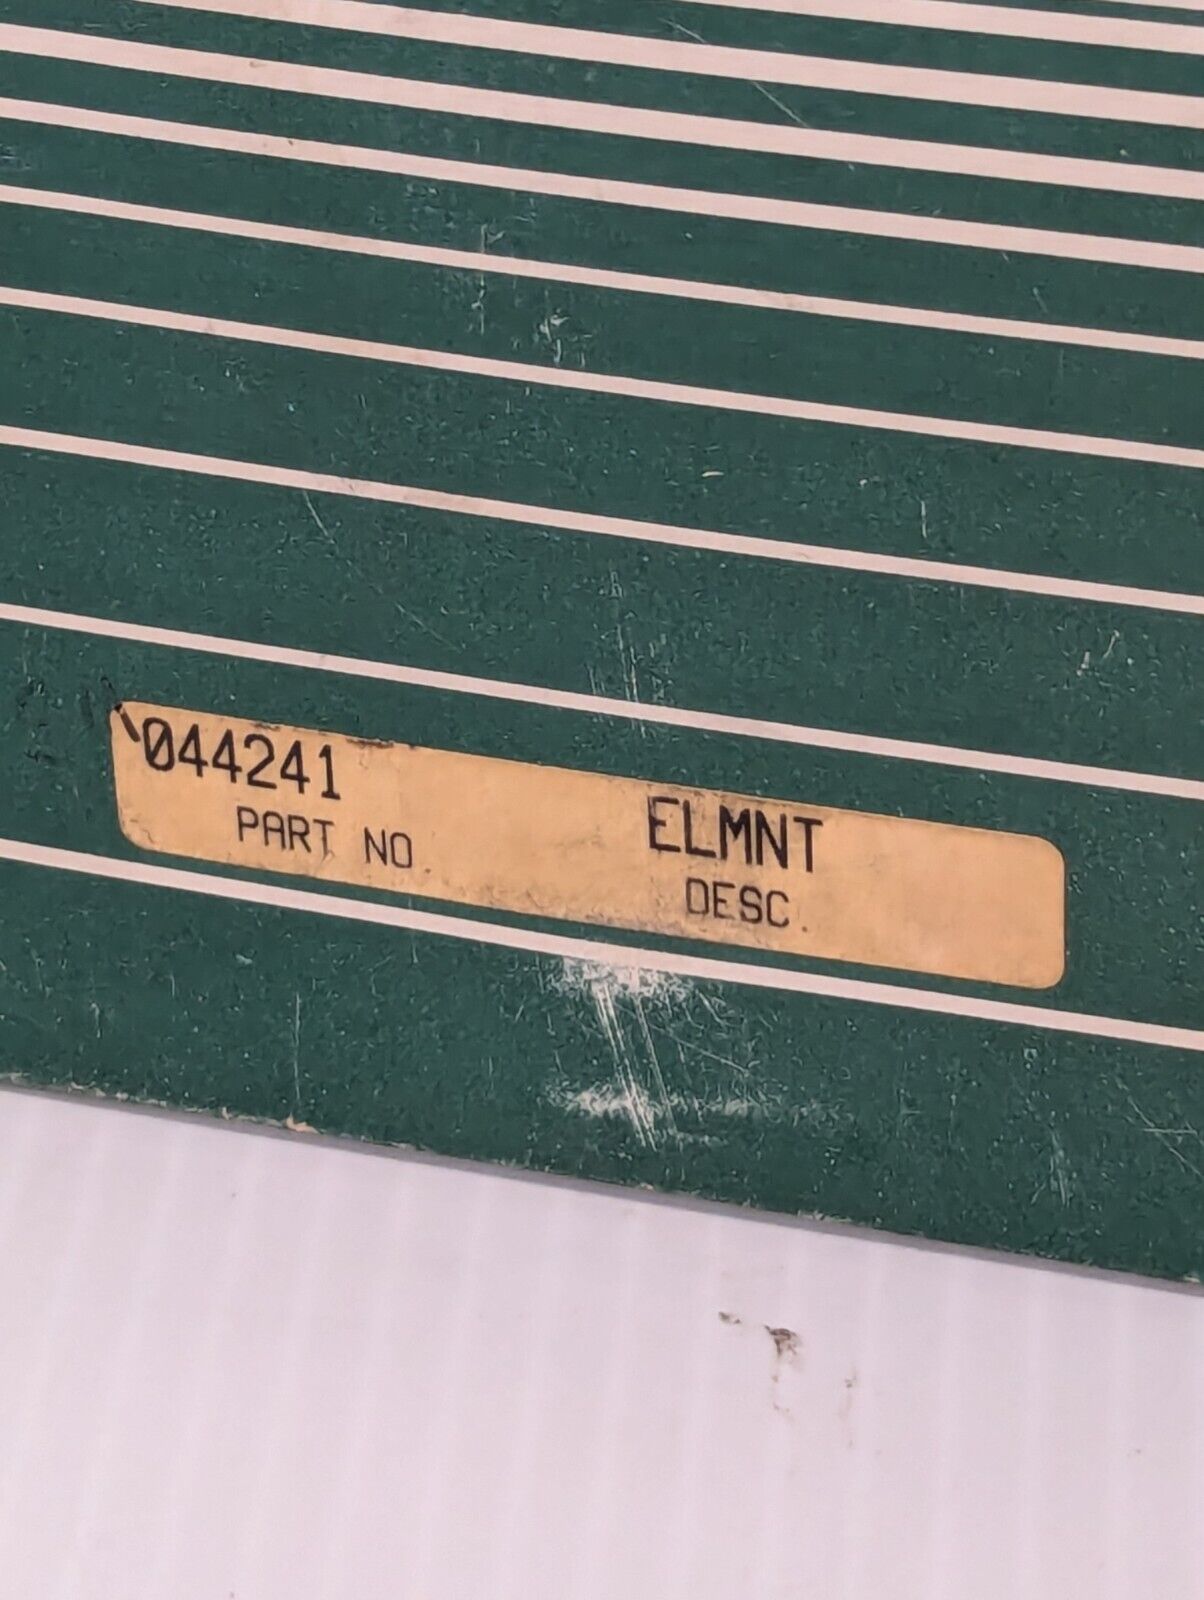 044241 ELMNT
PART NO. DESC.